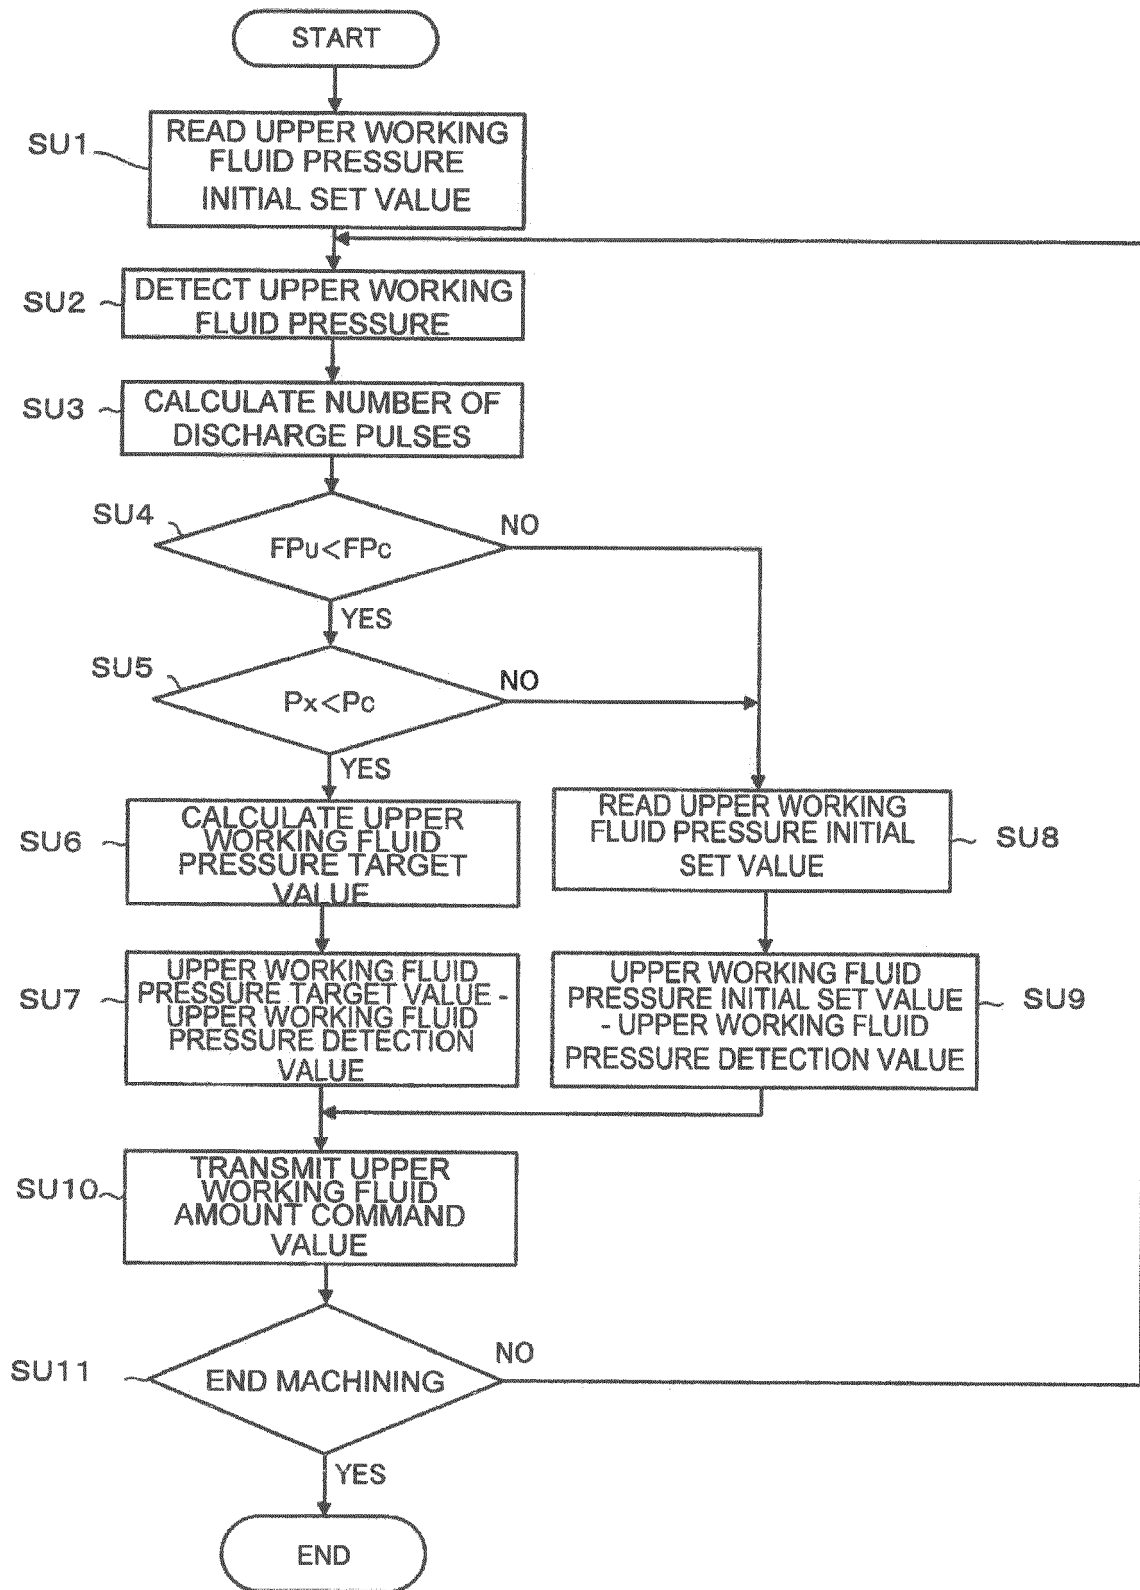 START
SU1
READ UPPER WORKING
FLUID PRESSURE
INITIAL SET VALUE
SU2
DETECT UPPER WORKING
FLUID PRESSURE
SU3
CALCULATE NUMBER OF
DISCHARGE PULSES
SU4
FPU<FPC
NO
YES
SU5
PX<PC
NO
YES
SU6
CALCULATE UPPER
WORKING FLUID
PRESSURE TARGET
VALUE
READ UPPER WORKING
FLUID PRESSURE INITIAL
SET VALUE
SU8
SU7
UPPER WORKING FLUID
PRESSURE TARGET VALUE -
UPPER WORKING FLUID
PRESSURE DETECTION
VALUE
UPPER WORKING FLUID
PRESSURE INITIAL SET VALUE
- UPPER WORKING FLUID
PRESSURE DETECTION VALUE
SU9
SU10
TRANSMIT UPPER
WORKING FLUID
AMOUNT COMMAND
VALUE
SU11
END MACHINING
NO
YES
END